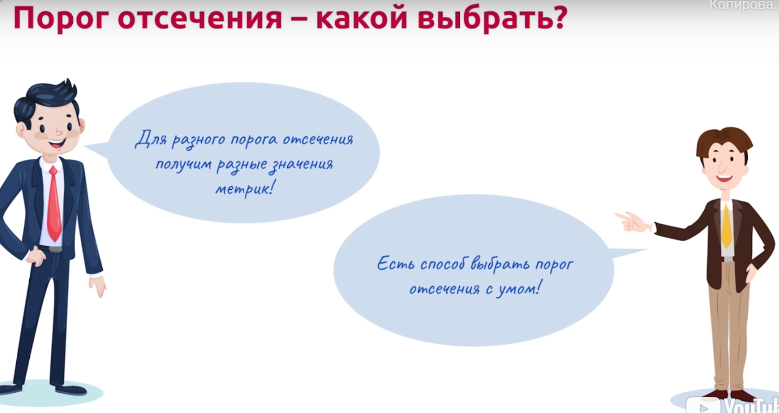 Порог отсечения – какой выбрать?
Копирова
Для разного порога отсечения
получим разные значения
метрик!
Есть способ выбрать порог
отсечения с умом!
YouTub